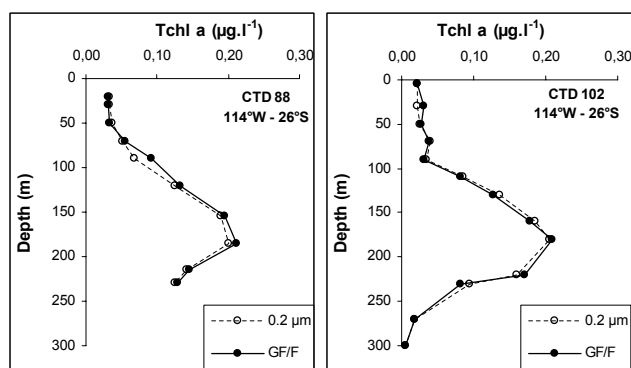 Tchl a (µg.l⁻¹)
0,00 0,10 0,20 0,30
0
50
100
150
200
250
300
Depth (m)
CTD 88
114°W - 26°S
0.2 µm
GF/F
Tchl a (µg.l⁻¹)
0,00 0,10 0,20 0,30
0
50
100
150
200
250
300
Depth (m)
CTD 102
114°W - 26°S
0.2 µm
GF/F